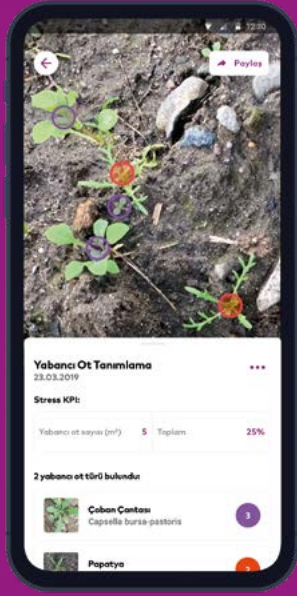 12:30
Paylaş
Yabancı Ot Tanımlama
23.03.2019
Stress KPI:
Yabancı ot sayısı (m²) 5 Toplam 25%
2 yabancı ot türü bulundu:
Çoban Çantası
Capsella bursa-pastoris
3
Papatya
2